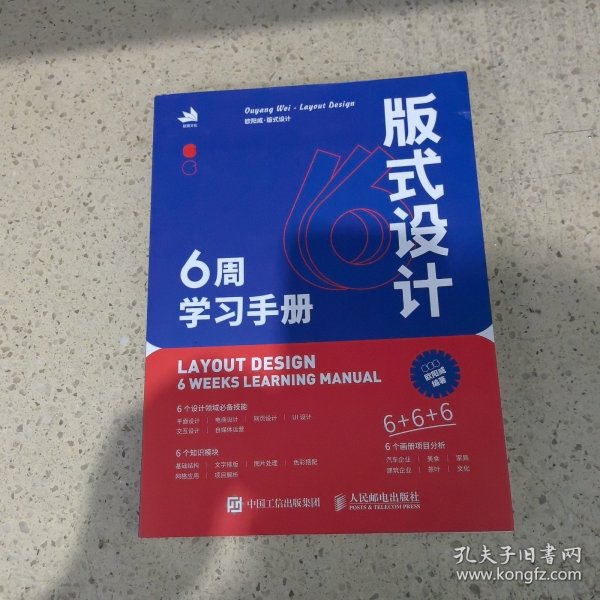 Ouyang Wei · Layout Design
欧阳威·版式设计
版式设计
6
6周
学习手册
LAYOUT DESIGN
6 WEEKS LEARNING MANUAL
欧阳威
编著
6个设计领域必备技能
平面设计 | 电商设计 | 网页设计 | UI设计
交互设计 | 自媒体运营
6+6+6
6个知识模块
基础结构 | 文字排版 | 图片处理 | 色彩搭配
网格应用 | 项目解析
6个画册项目分析
汽车企业 | 美食 | 家具
建筑企业 | 茶叶 | 文化
中国工信出版集团
人民邮电出版社
POSTS & TELECOM PRESS
孔夫子旧书网
www.kongfz.com